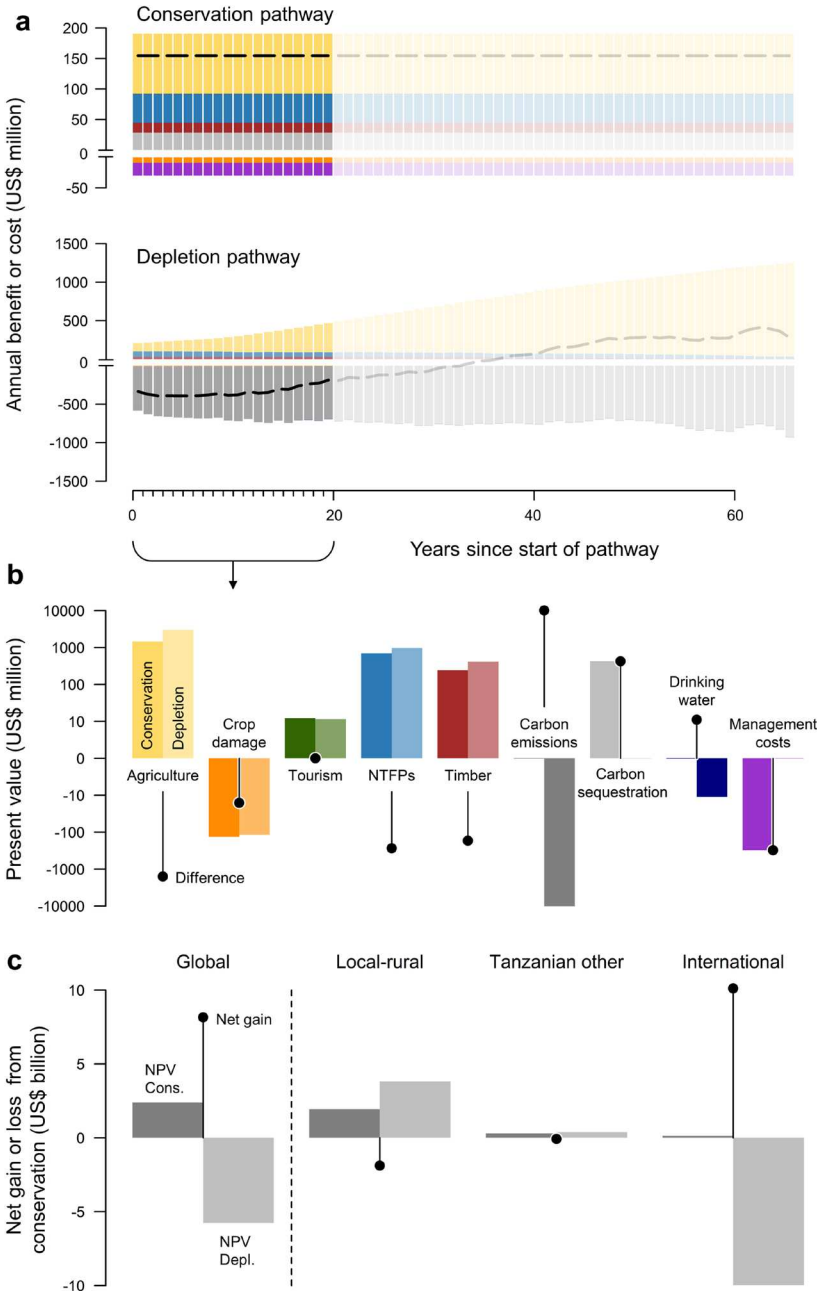 a
Conservation pathway
200
150
100
50
0
-50
Annual benefit or cost (US$ million)
Depletion pathway
1500
1000
500
0
-500
-1000
-1500
0
20
40
60
Years since start of pathway
b
10000
1000
100
10
0
-10
-100
-1000
-10000
Present value (US$ million)
Conservation
Depletion
Agriculture
Crop
damage
Tourism
NTFPs
Timber
Carbon
emissions
Carbon
sequestration
Drinking
water
Management
costs
Difference
c
Global
Local-rural
Tanzanian other
International
10
5
0
-5
-10
Net gain or loss from
conservation (US$ billion)
NPV
Cons.
Net gain
NPV
Depl.